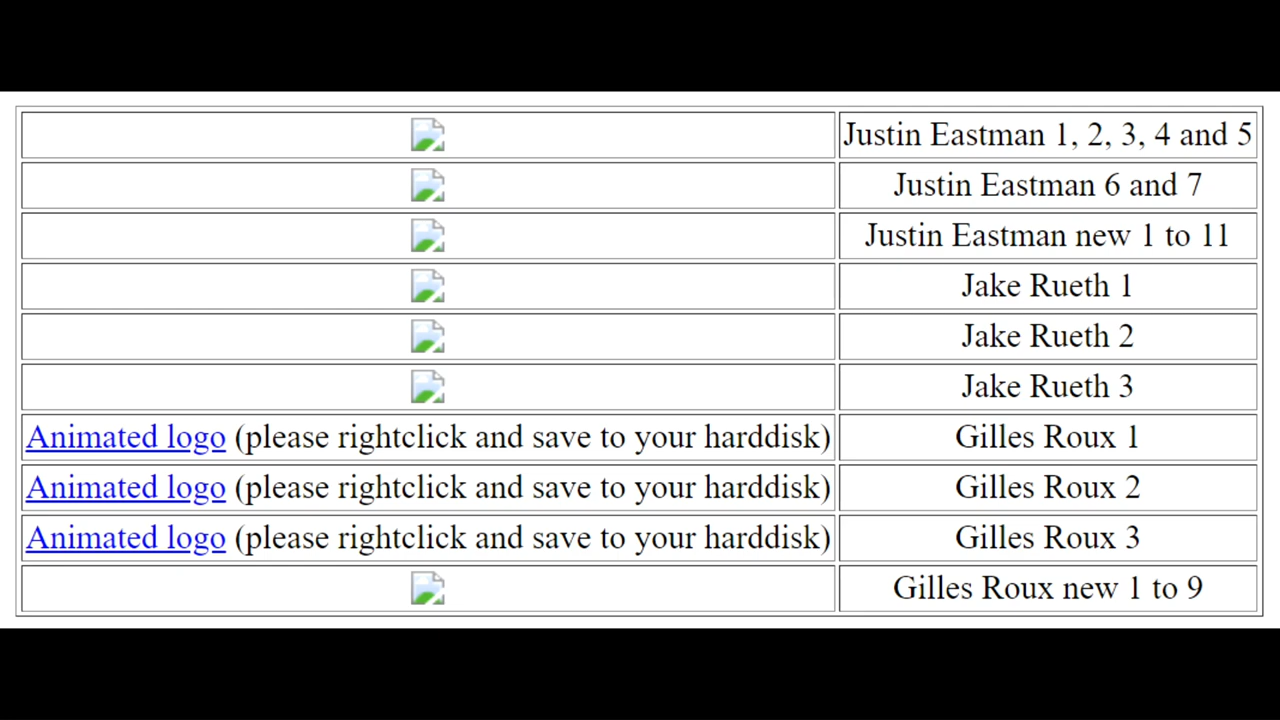 Justin Eastman 1, 2, 3, 4 and 5
Justin Eastman 6 and 7
Justin Eastman new 1 to 11
Jake Rueth 1
Jake Rueth 2
Jake Rueth 3
Animated logo (please rightclick and save to your harddisk) Gilles Roux 1
Animated logo (please rightclick and save to your harddisk) Gilles Roux 2
Animated logo (please rightclick and save to your harddisk) Gilles Roux 3
Gilles Roux new 1 to 9